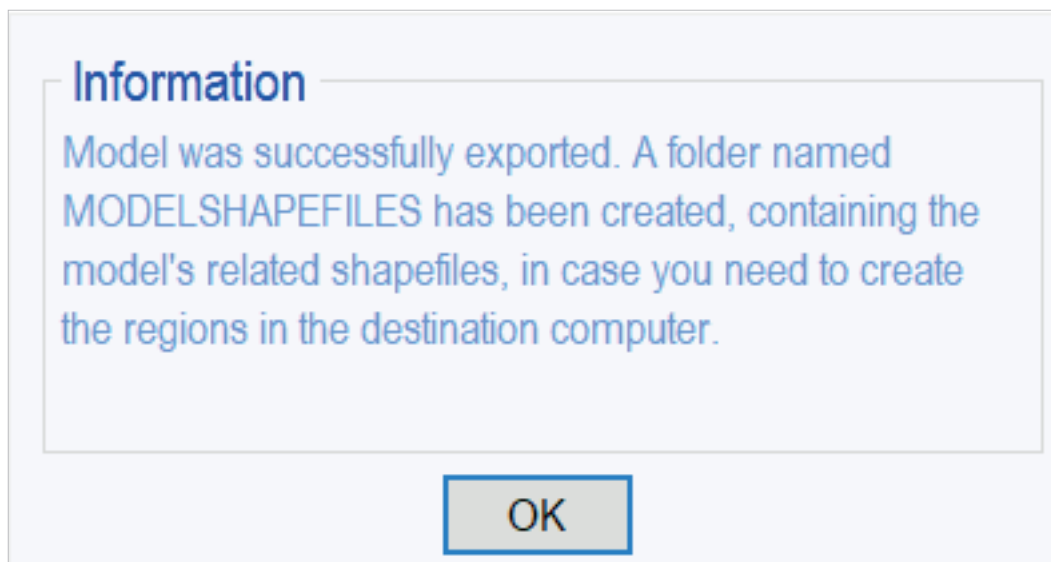 Information
Model was successfully exported. A folder named
MODELSHAPEFILES has been created, containing the
model's related shapefiles, in case you need to create
the regions in the destination computer.
OK